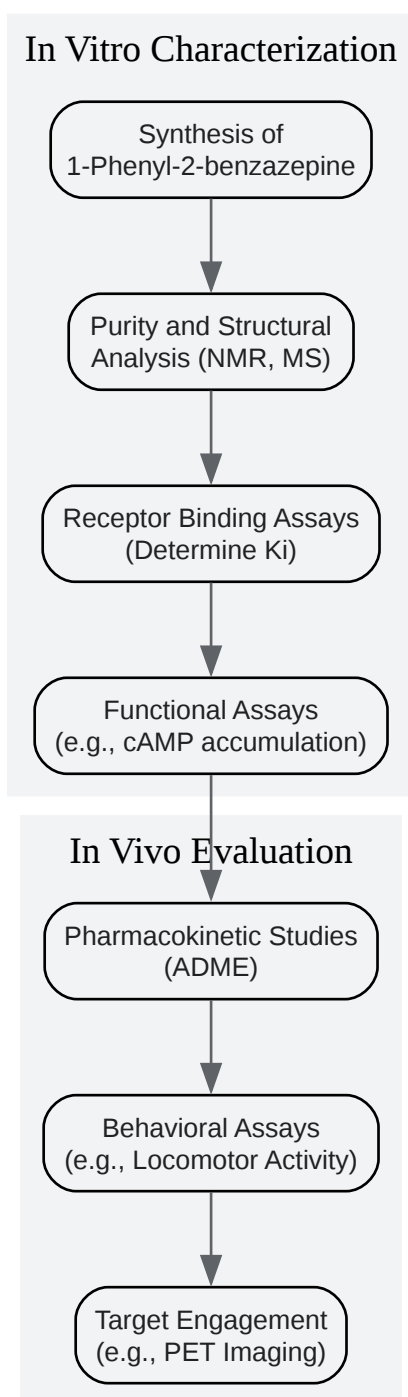 In Vitro Characterization
Synthesis of
1-Phenyl-2-benzazepine
Purity and Structural
Analysis (NMR, MS)
Receptor Binding Assays
(Determine Ki)
Functional Assays
(e.g., cAMP accumulation)
In Vivo Evaluation
Pharmacokinetic Studies
(ADME)
Behavioral Assays
(e.g., Locomotor Activity)
Target Engagement
(e.g., PET Imaging)